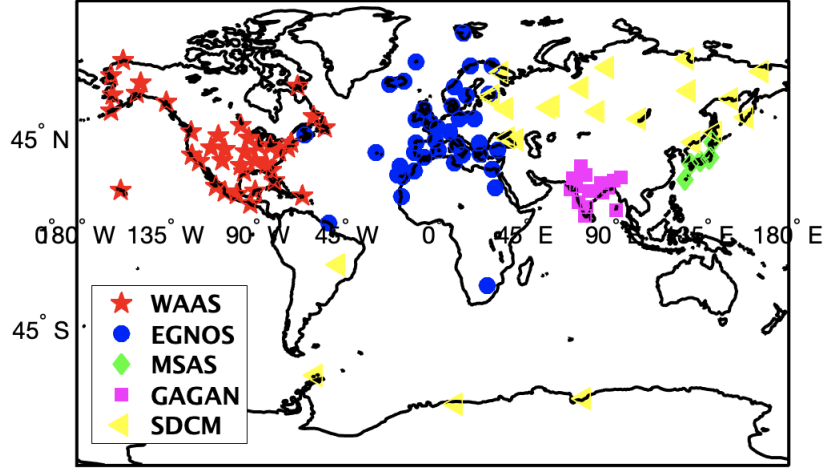 45° N
180° W 135° W 90° W 45° W 0 45° E 90° E 135° E 180° E
45° S
WAAS
EGNOS
MSAS
GAGAN
SDCM